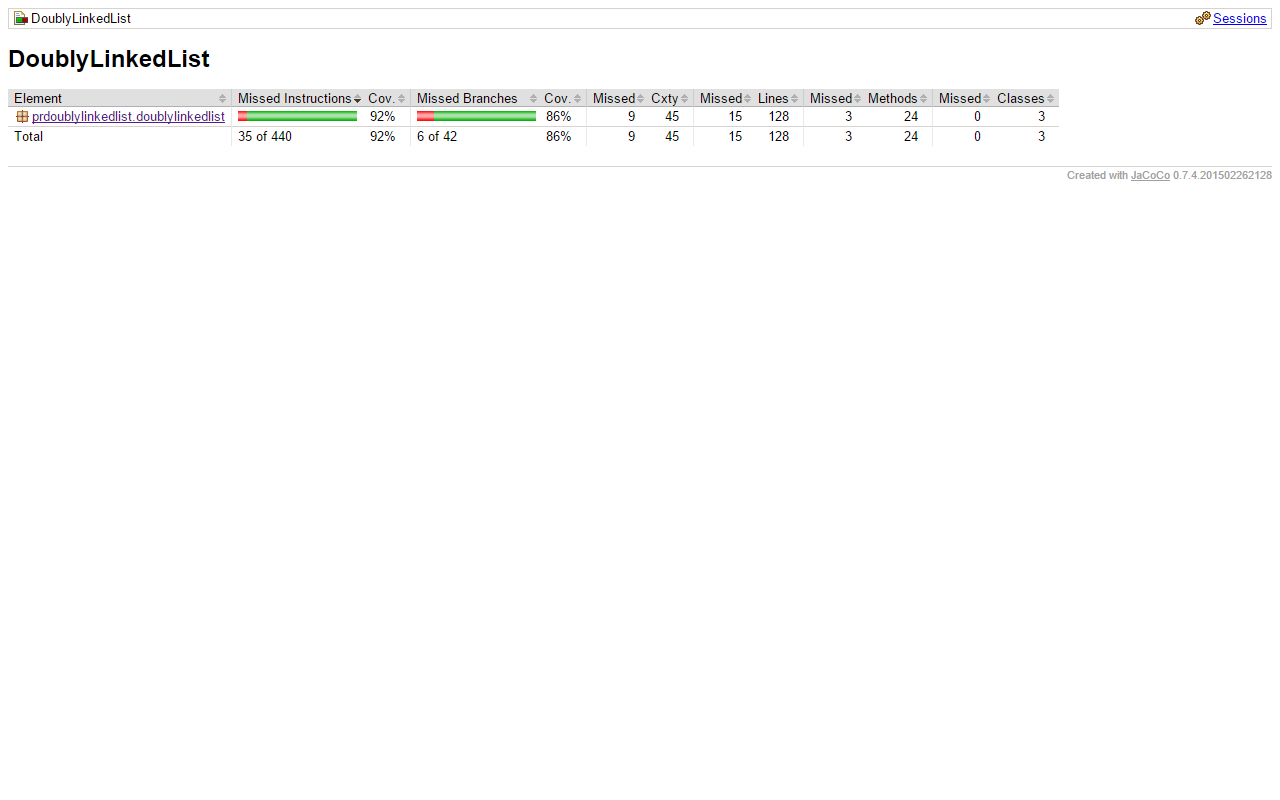 DoublyLinkedList Sessions
DoublyLinkedList
Element Missed Instructions Cov. Missed Branches Cov. Missed Cxty Missed Lines Missed Methods Missed Classes
prdoublylinkedlist.doublylinkedlist 92% 86% 9 45 15 128 3 24 0 3
Total 35 of 440 92% 6 of 42 86% 9 45 15 128 3 24 0 3
Created with JaCoCo 0.7.4.201502262128